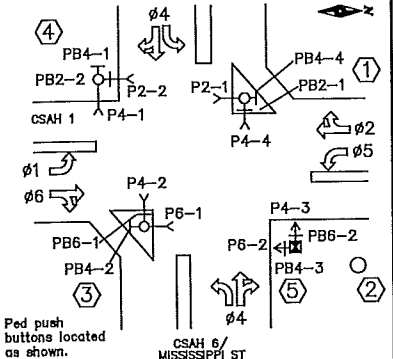 4
ø4
N
PB4-1
PB4-4
PB2-2
P2-2
P2-1
PB2-1
1
CSAH 1
P4-1
P4-4
ø2
ø1
ø5
ø6
P4-2
P4-3
P6-1
PB6-1
P6-2
PB6-2
PB4-2
PB4-3
3
5
2
ø4
Ped push
buttons located
as shown.
CSAH 6/
MISSISSIPPI ST